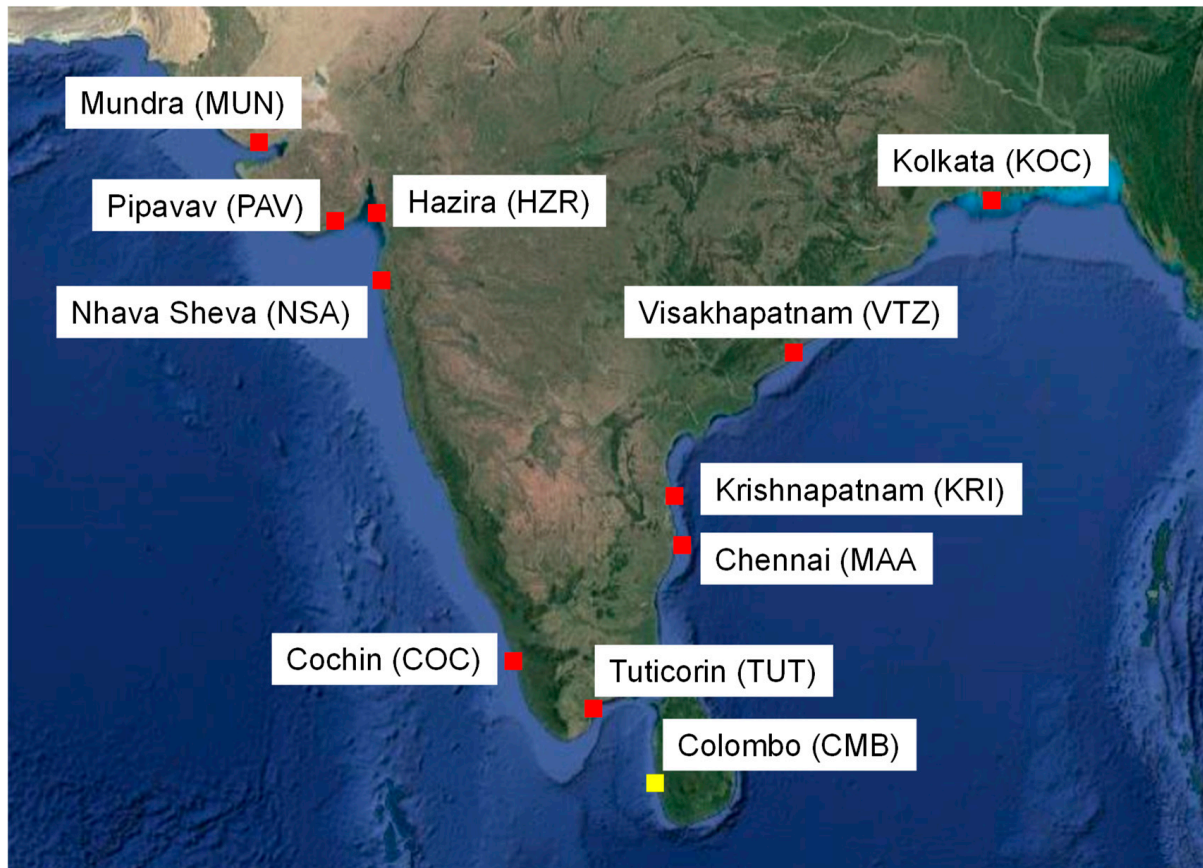 Mundra (MUN)
Kolkata (KOC)
Pipavav (PAV)
Hazira (HZR)
Nhava Sheva (NSA)
Visakhapatnam (VTZ)
Krishnapatnam (KRI)
Chennai (MAA
Cochin (COC)
Tuticorin (TUT)
Colombo (CMB)